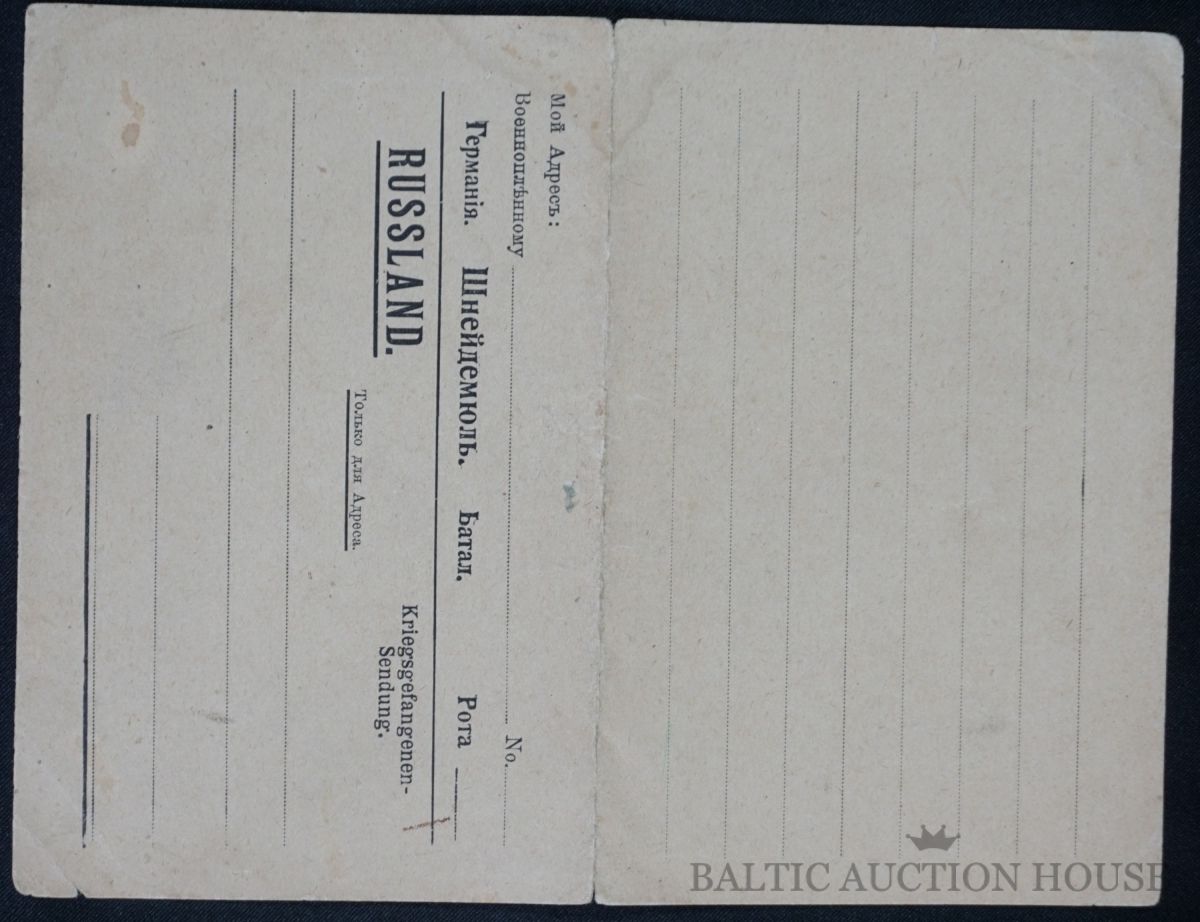 Мой Адресъ:
Военноплѣнному No.
Германія. Шнейдемюль. Батал. Рота
RUSSLAND.
Kriegsgefangenen-
Sendung.
Только для Адреса.
BALTIC AUCTION HOUSE